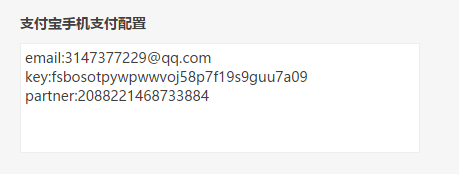 支付宝手机支付配置
email:3147377229@qq.com
key:fsbosotpywpwwvoj58p7f19s9guu7a09
partner:2088221468733884